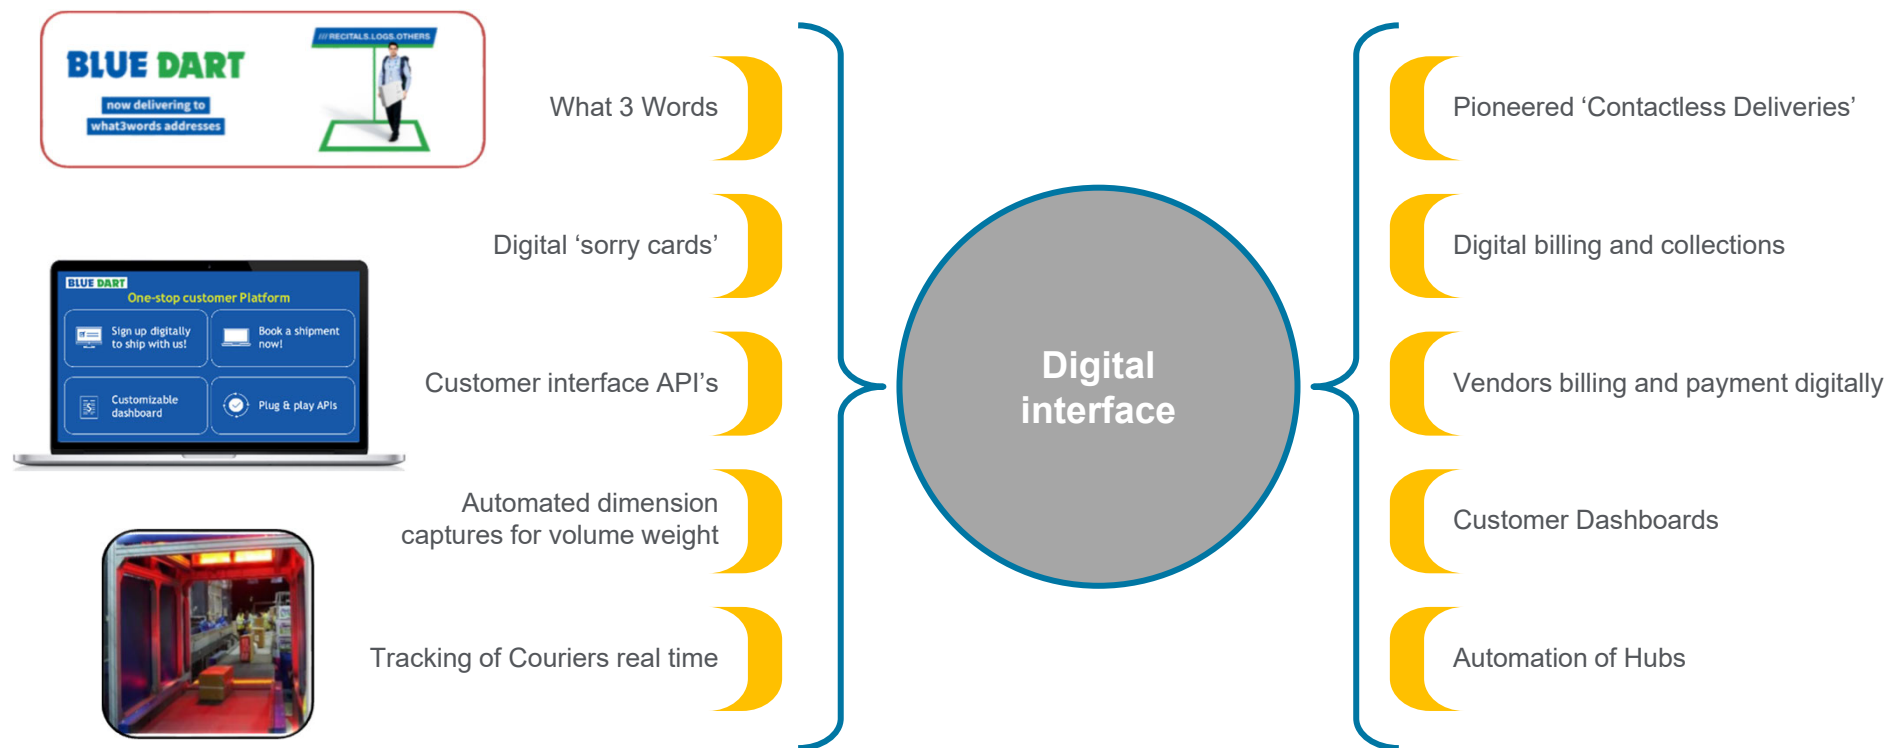 BLUE DART
now delivering to
what3words addresses
/// RECITALS.LOGS.OTHERS
BLUE DART
One-stop customer Platform
Sign up digitally
to ship with us!
Book a shipment
now!
Customizable
dashboard
Plug & play APIs
What 3 Words
Digital ‘sorry cards’
Customer interface API’s
Automated dimension
captures for volume weight
Tracking of Couriers real time
Digital
interface
Pioneered ‘Contactless Deliveries’
Digital billing and collections
Vendors billing and payment digitally
Customer Dashboards
Automation of Hubs